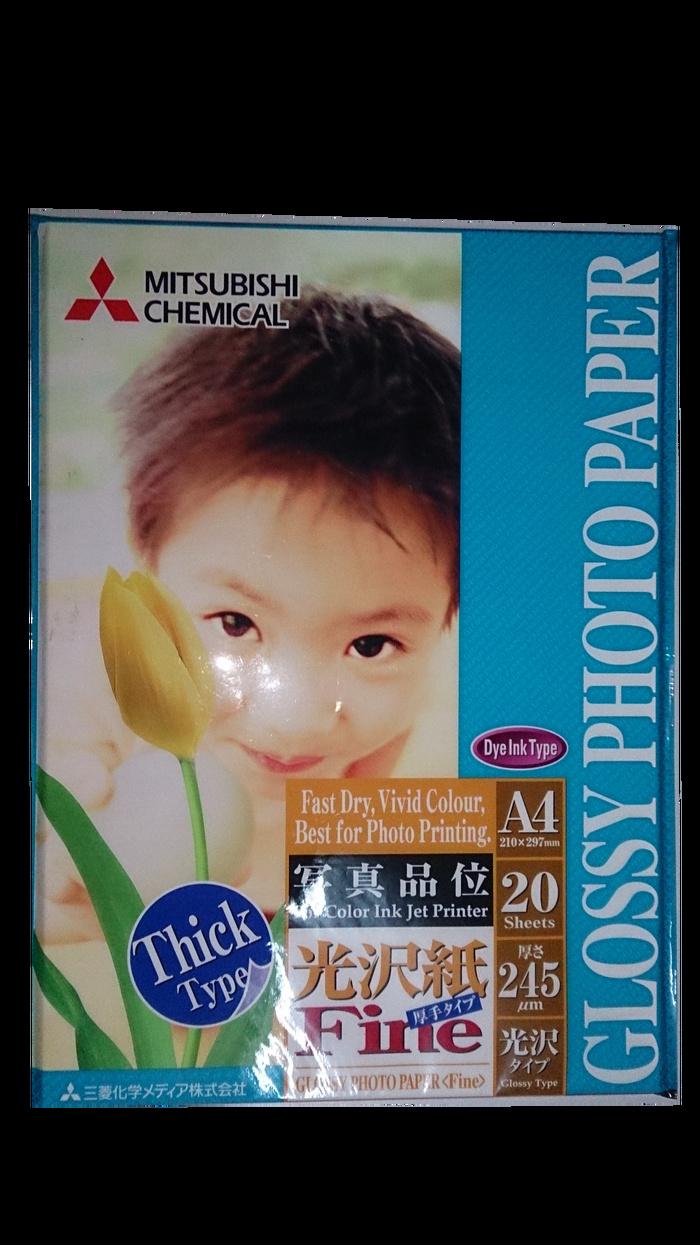 MITSUBISHI
CHEMICAL
GLOSSY PHOTO PAPER
Dye Ink Type
Fast Dry, Vivid Colour,
Best for Photo Printing.
写真品位
Color Ink Jet Printer
光沢紙
厚手タイプ
Fine
GLOSSY PHOTO PAPER <Fine>
A4
210×297mm
20
Sheets
厚さ
245
μm
光沢
タイプ
Glossy Type
Thick
Type
三菱化学メディア株式会社